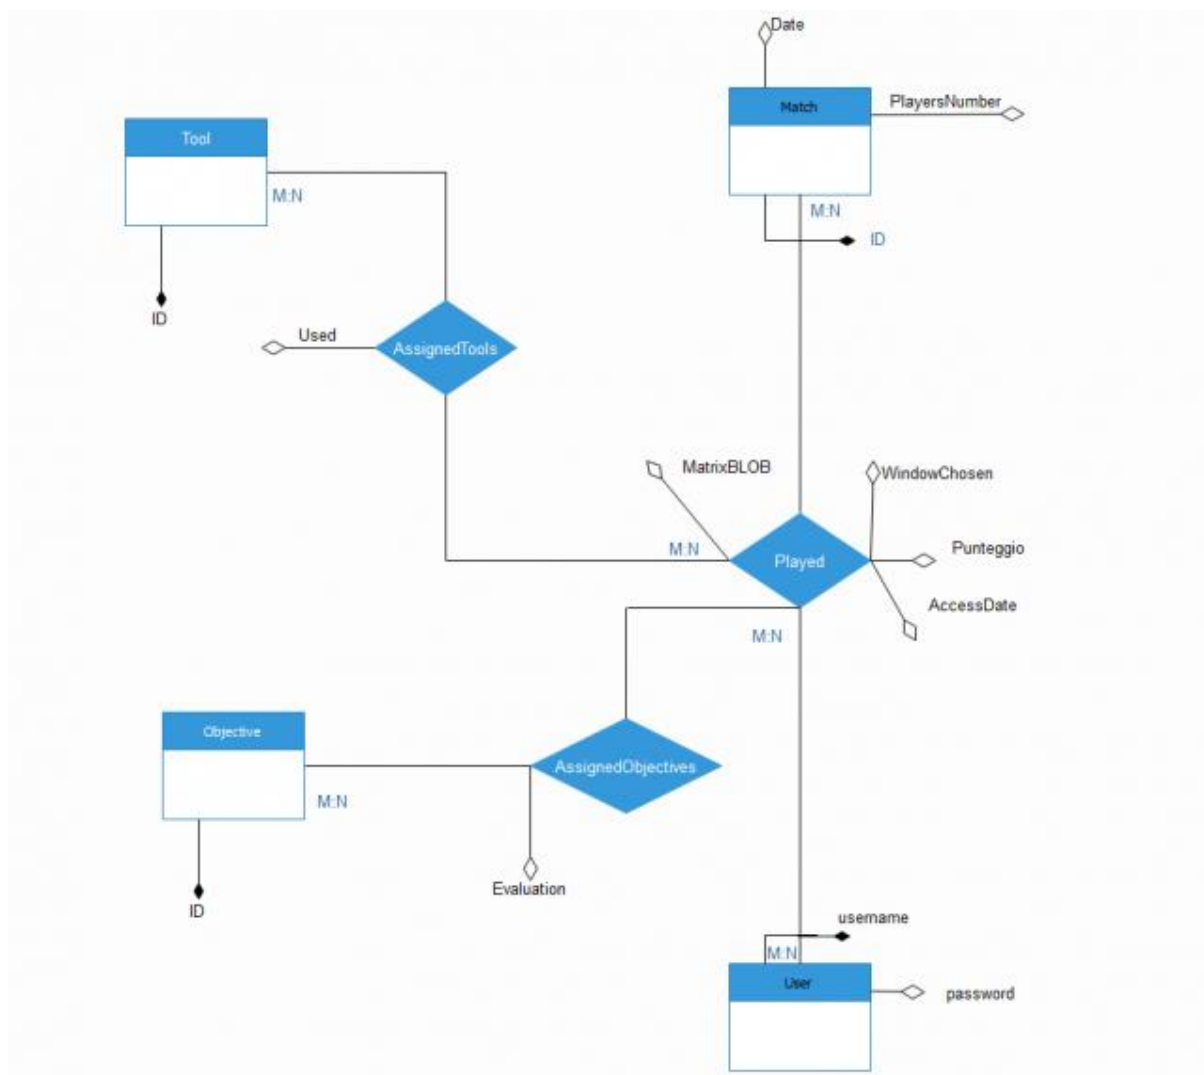 Date
Match
PlayersNumber
Tool
M:N
M:N
ID
ID
Used
AssignedTools
MatrixBLOB
WindowChosen
M:N
Played
Punteggio
AccessDate
M:N
Objective
AssignedObjectives
M:N
Evaluation
ID
username
M:N
User
password